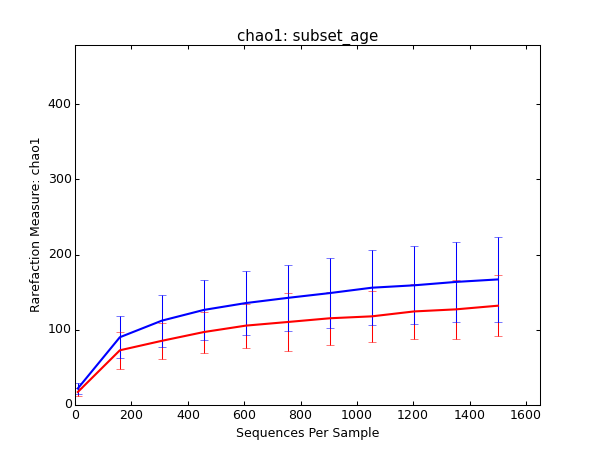 chao1: subset_age
Rarefaction Measure: chao1
400
300
200
100
0
0 200 400 600 800 1000 1200 1400 1600
Sequences Per Sample